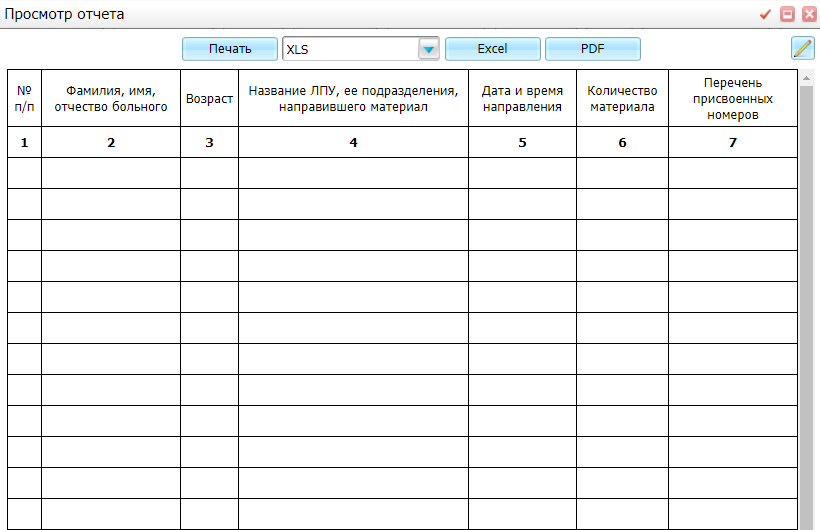 Просмотр отчета
Печать XLS Excel PDF
№ п/п
Фамилия, имя,
отчество больного
Возраст
Название ЛПУ, ее подразделения,
направившего материал
Дата и время
направления
Количество
материала
Перечень
присвоенных
номеров
1 2 3 4 5 6 7